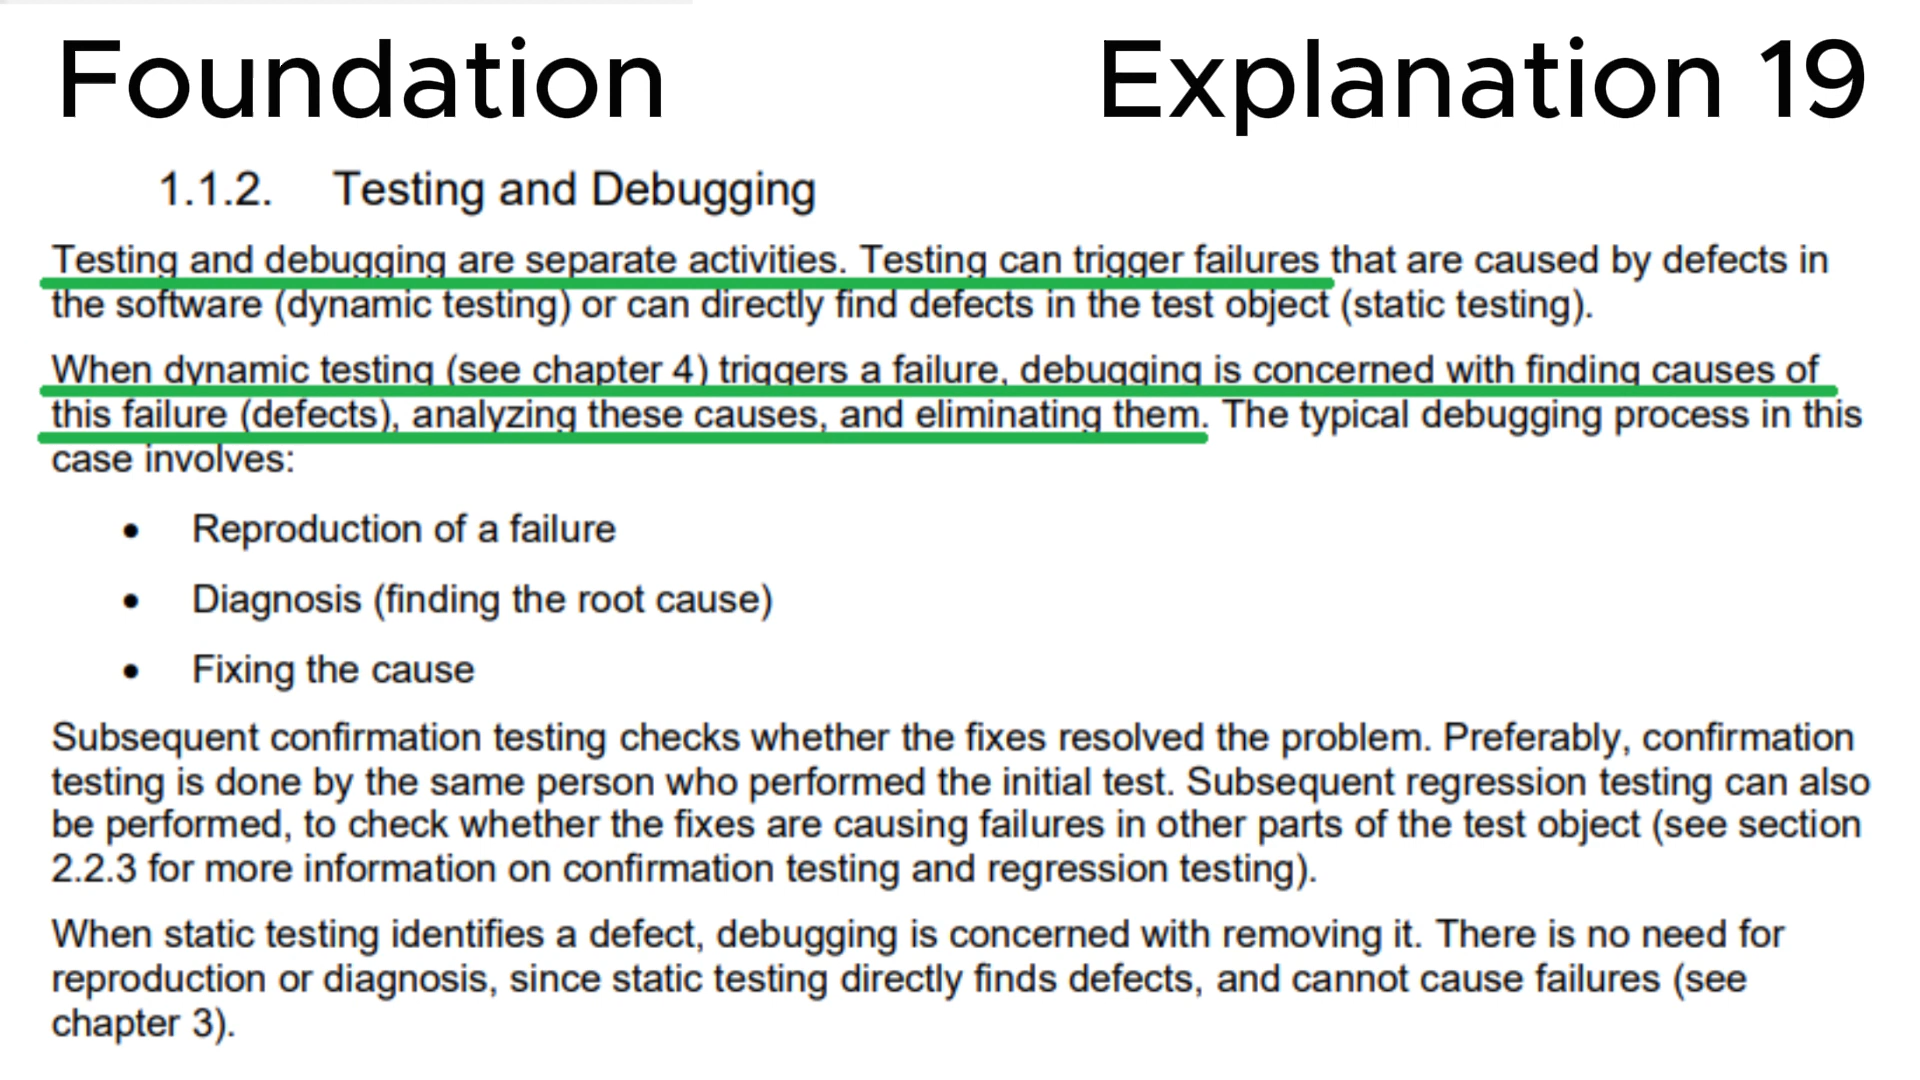 Foundation
Explanation 19
1.1.2. Testing and Debugging
Testing and debugging are separate activities. Testing can trigger failures that are caused by defects in
the software (dynamic testing) or can directly find defects in the test object (static testing).
When dynamic testing (see chapter 4) triggers a failure, debugging is concerned with finding causes of
this failure (defects), analyzing these causes, and eliminating them. The typical debugging process in this
case involves:
• Reproduction of a failure
• Diagnosis (finding the root cause)
• Fixing the cause
Subsequent confirmation testing checks whether the fixes resolved the problem. Preferably, confirmation
testing is done by the same person who performed the initial test. Subsequent regression testing can also
be performed, to check whether the fixes are causing failures in other parts of the test object (see section
2.2.3 for more information on confirmation testing and regression testing).
When static testing identifies a defect, debugging is concerned with removing it. There is no need for
reproduction or diagnosis, since static testing directly finds defects, and cannot cause failures (see
chapter 3).